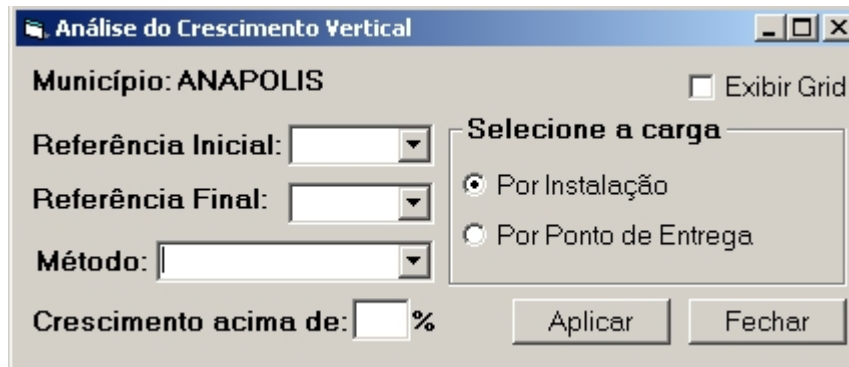 Análise do Crescimento Vertical
Município: ANAPOLIS
Exibir Grid
Referência Inicial:
Selecione a carga
Por Instalação
Referência Final:
Por Ponto de Entrega
Método:
Crescimento acima de: %
Aplicar
Fechar